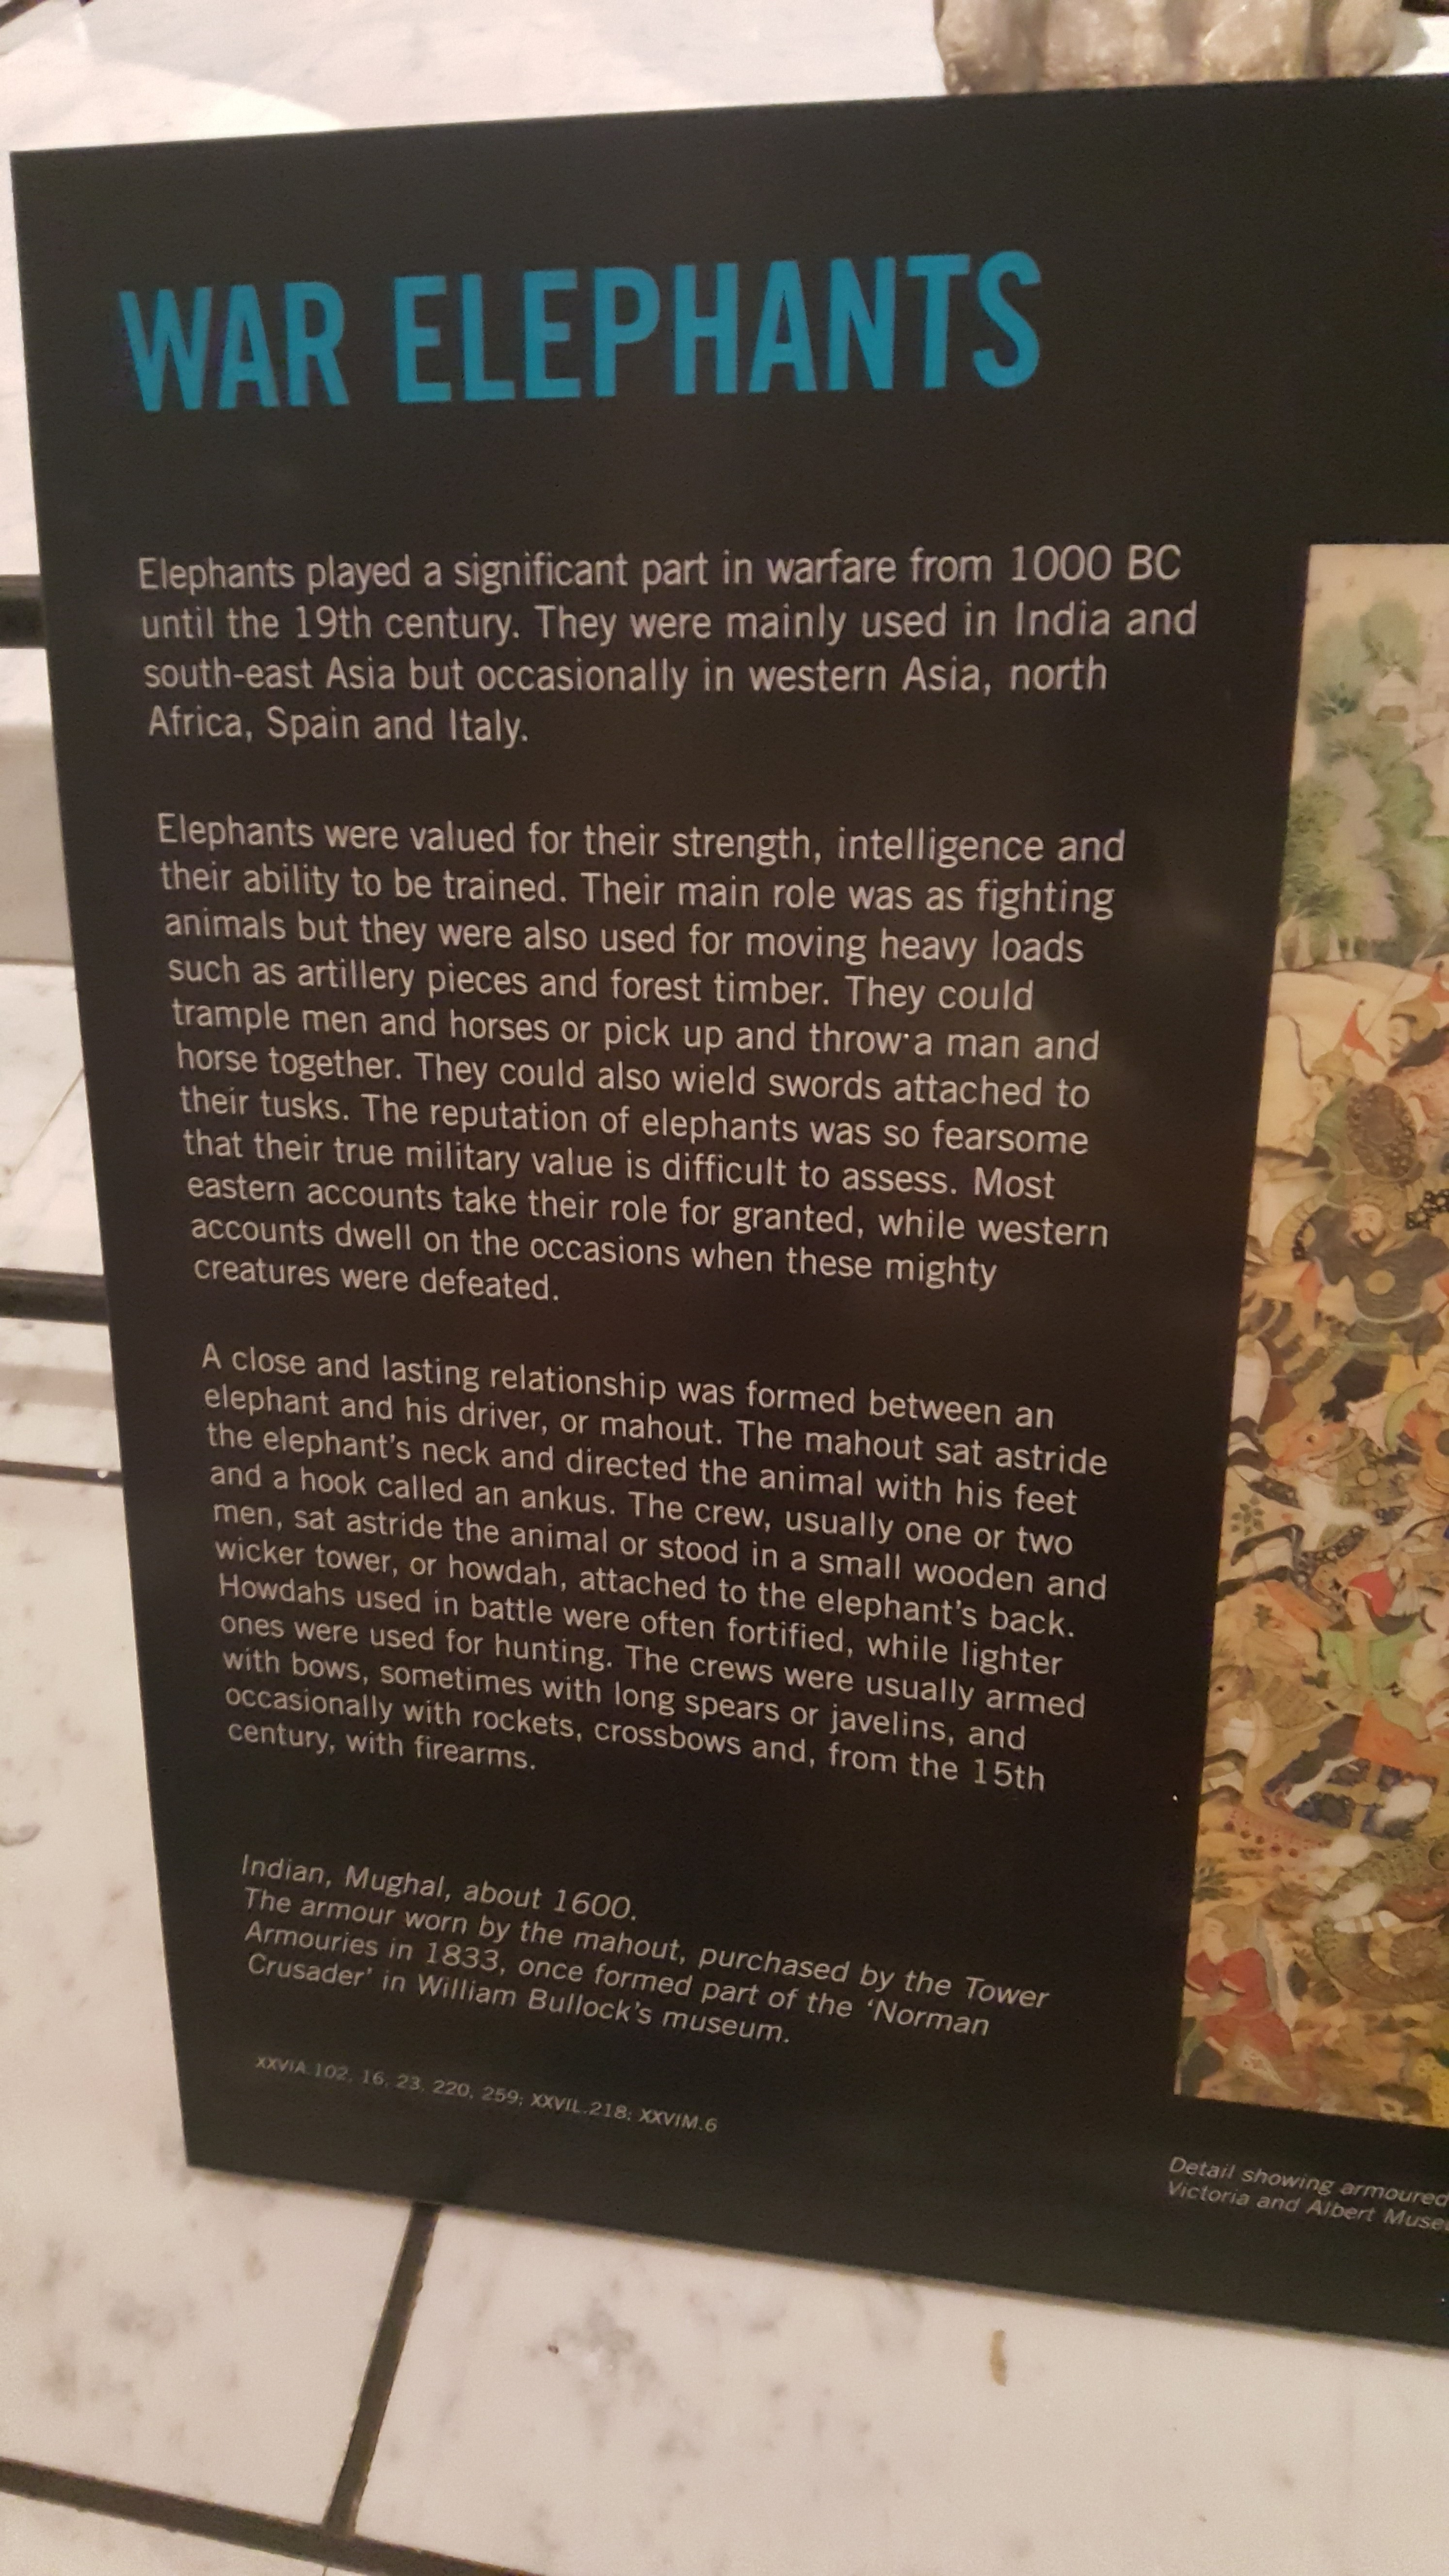 WAR ELEPHANTS
Elephants played a significant part in warfare from 1000 BC
until the 19th century. They were mainly used in India and
south-east Asia but occasionally in western Asia, north
Africa, Spain and Italy.
Elephants were valued for their strength, intelligence and
their ability to be trained. Their main role was as fighting
animals but they were also used for moving heavy loads
such as artillery pieces and forest timber. They could
trample men and horses or pick up and throw a man and
horse together. They could also wield swords attached to
their tusks. The reputation of elephants was so fearsome
that their true military value is difficult to assess. Most
eastern accounts take their role for granted, while western
accounts dwell on the occasions when these mighty
creatures were defeated.
A close and lasting relationship was formed between an
elephant and his driver, or mahout. The mahout sat astride
the elephant's neck and directed the animal with his feet
and a hook called an ankus. The crew, usually one or two
men, sat astride the animal or stood in a small wooden and
wicker tower, or howdah, attached to the elephant's back.
Howdahs used in battle were often fortified, while lighter
ones were used for hunting. The crews were usually armed
with bows, sometimes with long spears or javelins, and
occasionally with rockets, crossbows and, from the 15th
century, with firearms.
Indian, Mughal, about 1600.
The armour worn by the mahout, purchased by the Tower
Armouries in 1833, once formed part of the 'Norman
Crusader' in William Bullock's museum.
XXVIA.102, 16, 23, 220, 259; XXVIL.218; XXVIM.6
Detail showing armoured
Victoria and Albert Muse